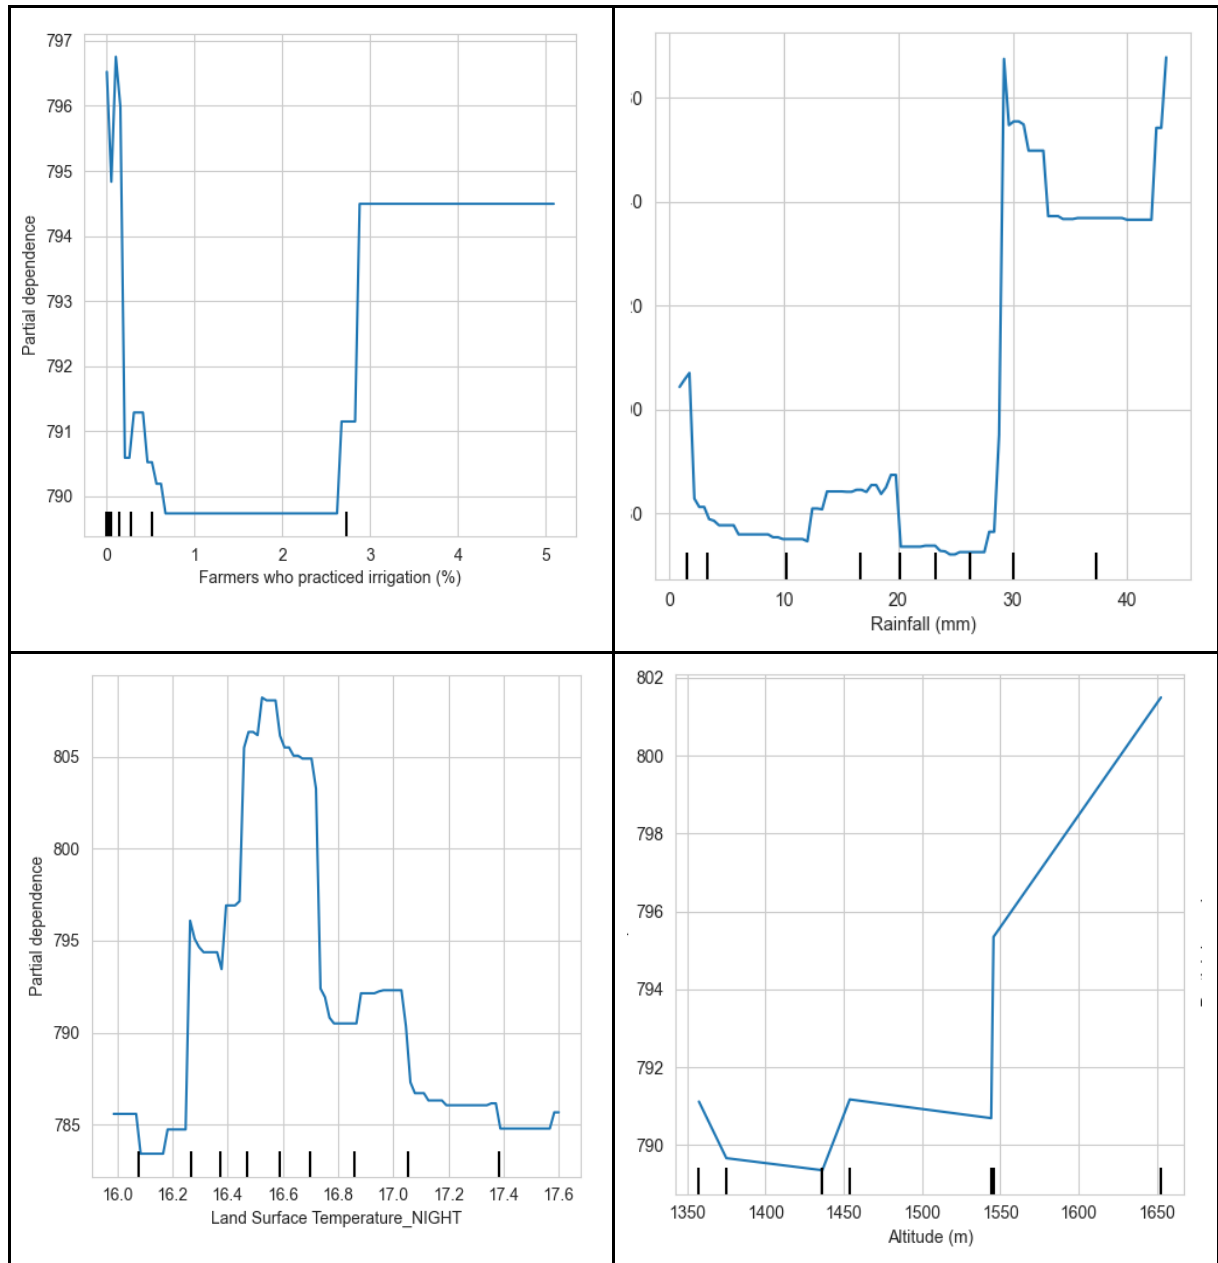 797
796
795
794
793
792
791
790
Partial dependence
0 1 2 3 4 5
Farmers who practiced irrigation (%)
0 10 20 30 40
Rainfall (mm)
805
800
795
790
785
Partial dependence
16.0 16.2 16.4 16.6 16.8 17.0 17.2 17.4 17.6
Land Surface Temperature_NIGHT
802
800
798
796
794
792
790
1350 1400 1450 1500 1550 1600 1650
Altitude (m)